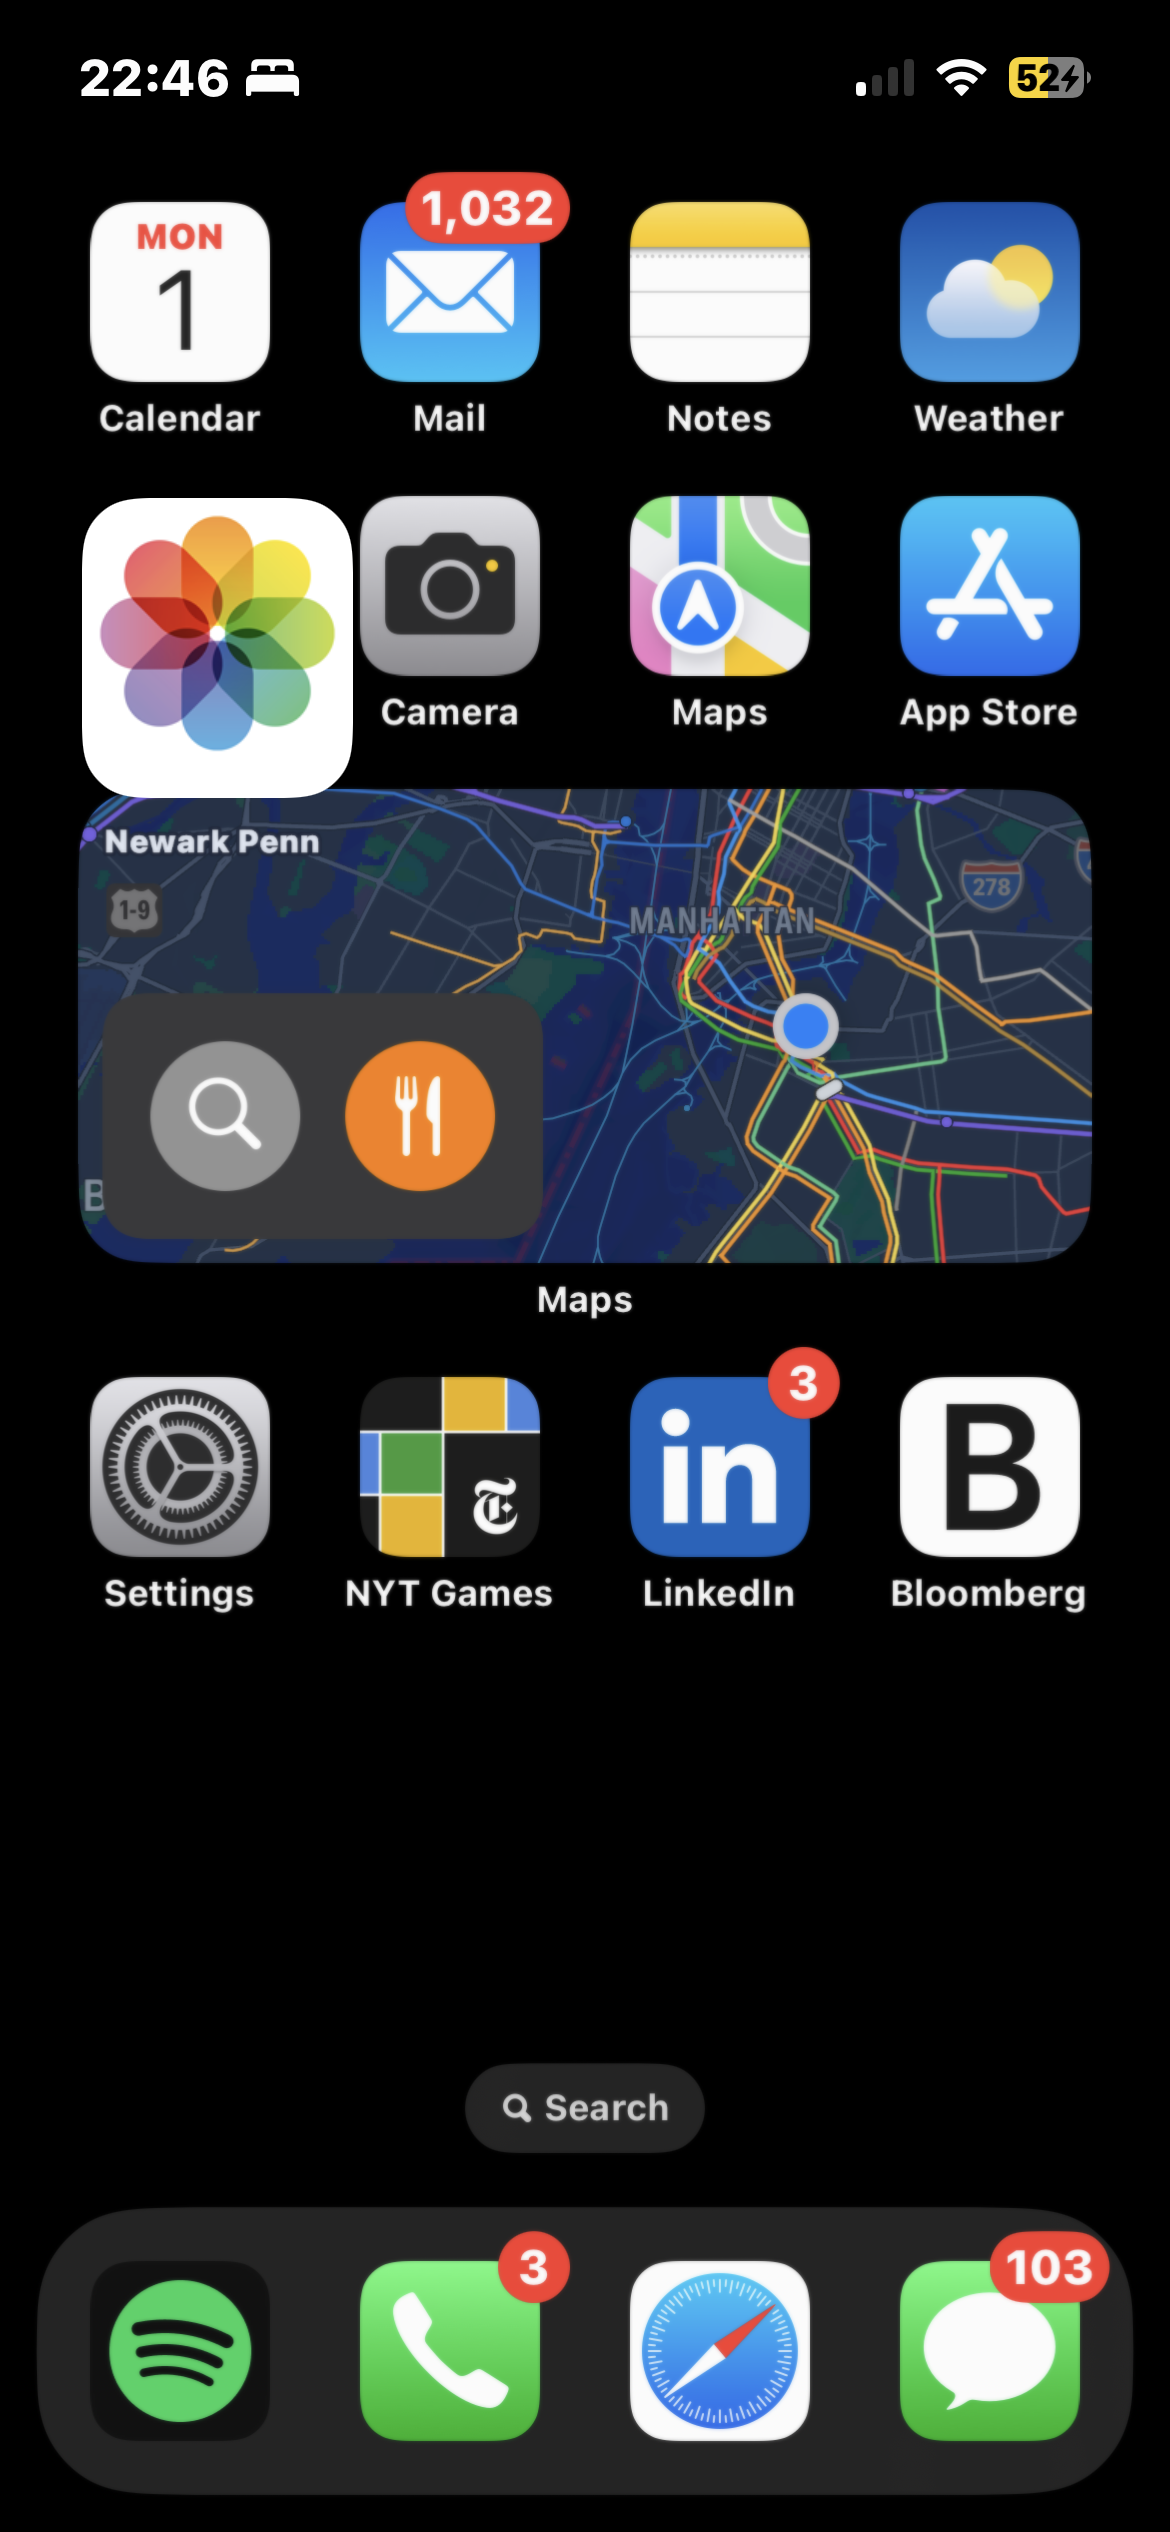 22:46
52
MON
1
1,032
Calendar
Mail
Notes
Weather
Camera
Maps
App Store
Newark Penn
1-9
MANHATTAN
278
B
Maps
3
in
B
Settings
NYT Games
LinkedIn
Bloomberg
Search
3
103